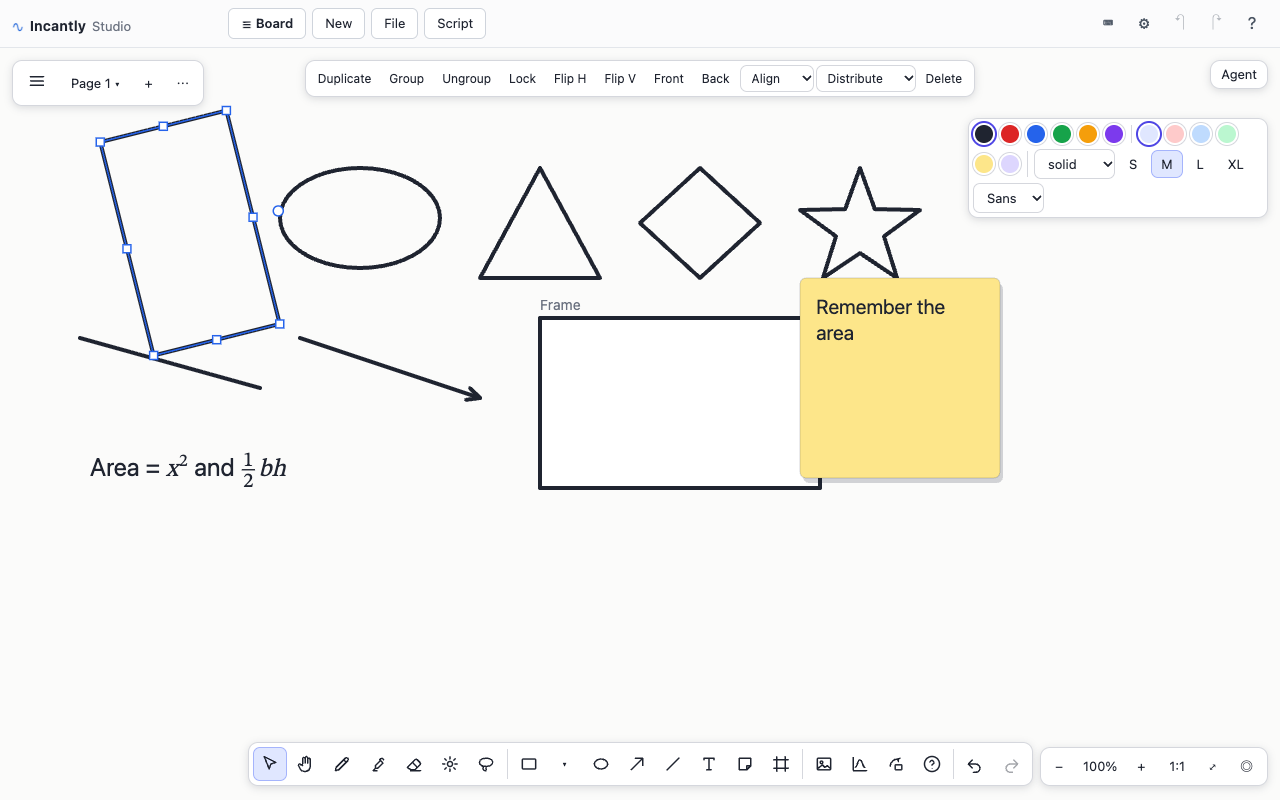 Incantly Studio
Board
New
File
Script
?
Page 1
+
...
Duplicate
Group
Ungroup
Lock
Flip H
Flip V
Front
Back
Align
Distribute
Delete
Agent
solid
S
M
L
XL
Sans
Frame
Remember the
area
Area = x² and ½ bh
− 100% + 1:1